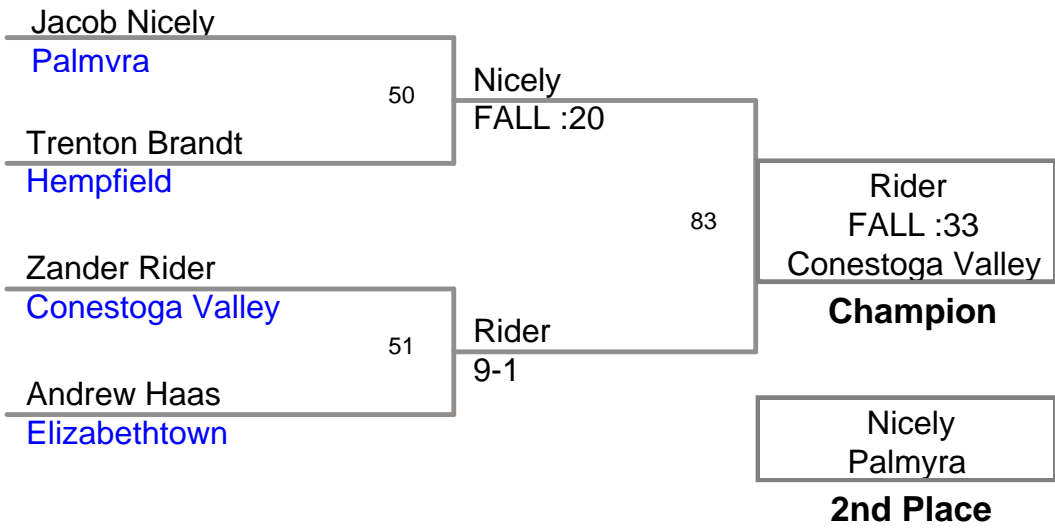 Jacob Nicely
Palmyra
50
Trenton Brandt
Hempfield
Zander Rider
Conestoga Valley
51
Andrew Haas
Elizabethtown
Nicely
FALL :20
83
Rider
9-1
Rider
FALL :33
Conestoga Valley
Champion
Nicely
Palmyra
2nd Place